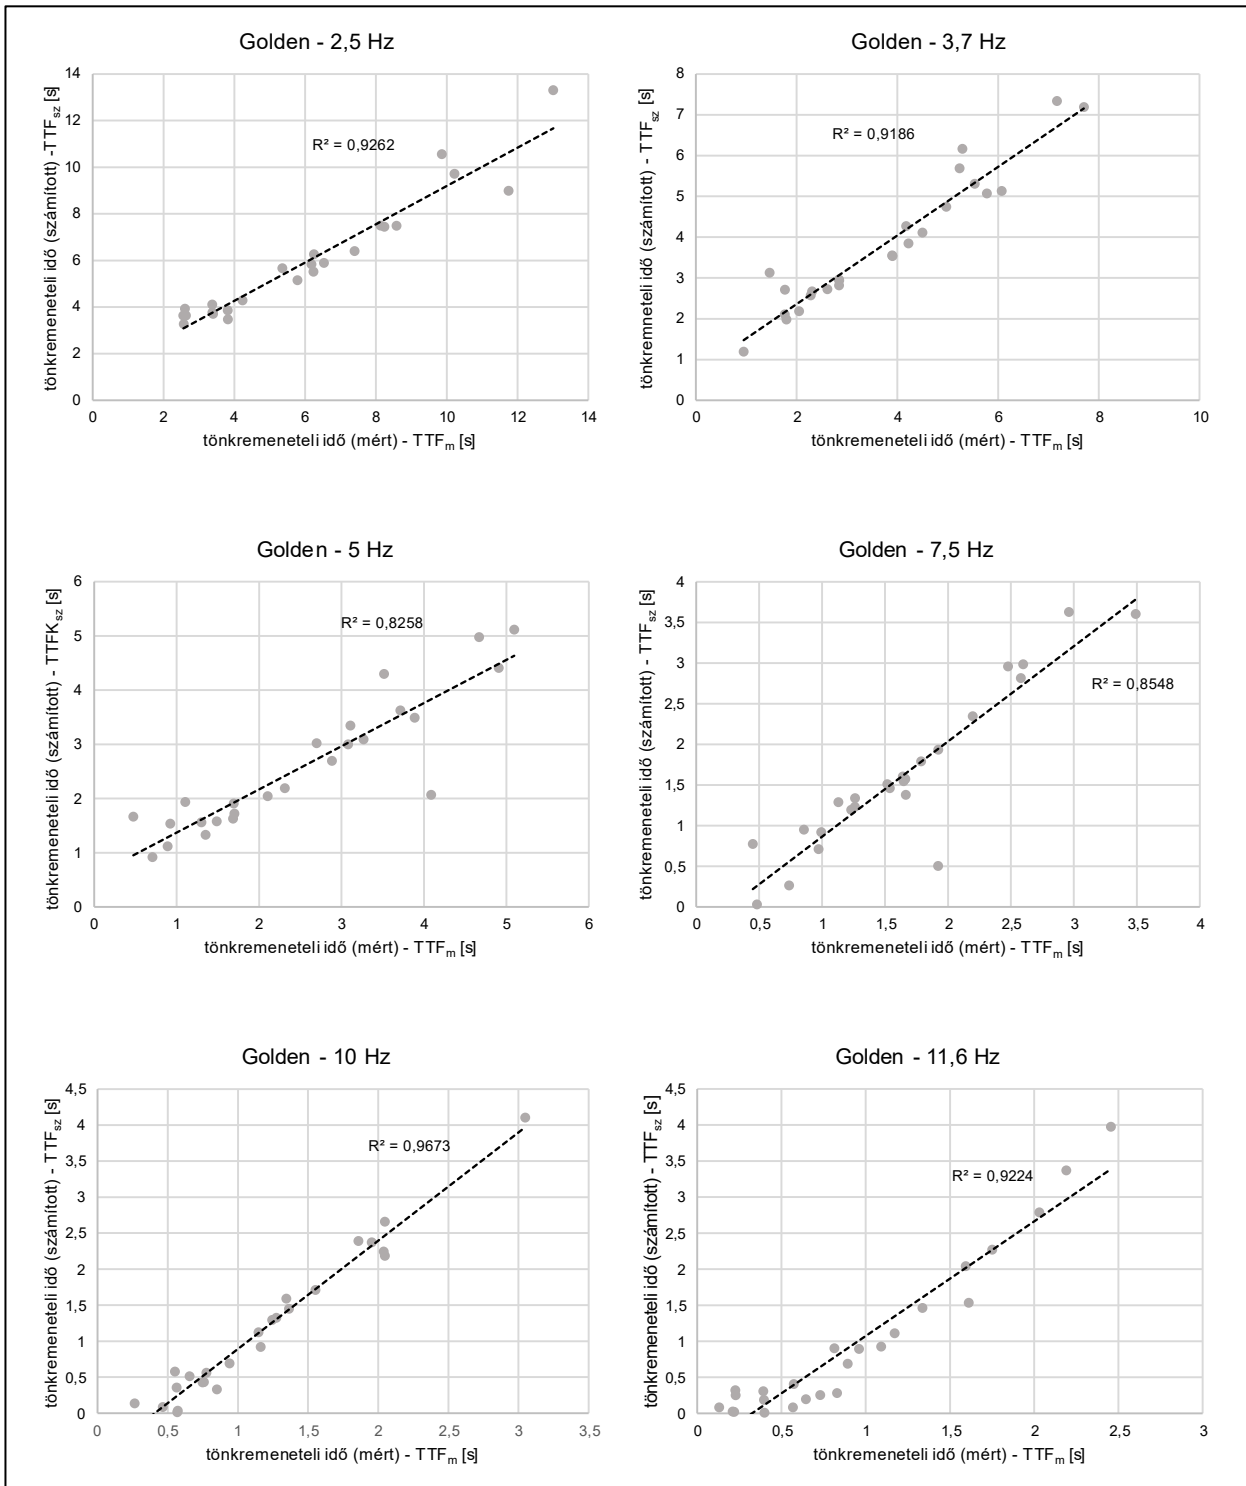 Golden - 2,5 Hz
tönkremeneteli idő (számított) -TTFsz [s]
14
12
10
8
6
4
2
0
R² = 0,9262
0 2 4 6 8 10 12 14
tönkremeneteli idő (mért) - TTFm [s]
Golden - 3,7 Hz
tönkremneteli idő (számított) - TTFsz [s]
8
7
6
5
4
3
2
1
0
R² = 0,9186
0 2 4 6 8 10
tönkremeneteli idő (mért) - TTFm [s]
Golden - 5 Hz
tönkremeneteli idő (számított) - TTFKsz [s]
6
5
4
3
2
1
0
R² = 0,8258
0 1 2 3 4 5 6
tönkremeneteli idő (mért) - TTFm [s]
Golden - 7,5 Hz
tönkremeneteli idő (számított) - TTFsz [s]
4
3,5
3
2,5
2
1,5
1
0,5
0
R² = 0,8548
0 0,5 1 1,5 2 2,5 3 3,5 4
tönkremeneteli idő (mért) - TTFm [s]
Golden - 10 Hz
tönkremeneteli idő (számított) - TTFsz [s]
4,5
4
3,5
3
2,5
2
1,5
1
0,5
0
R² = 0,9673
0 0,5 1 1,5 2 2,5 3 3,5
tönkremeneteli idő (mért) - TTFm [s]
Golden - 11,6 Hz
tönkremeneteli idő (számított) - TTFsz [s]
4,5
4
3,5
3
2,5
2
1,5
1
0,5
0
R² = 0,9224
0 0,5 1 1,5 2 2,5 3
tönkremeneteli idő (mért) - TTFm [s]